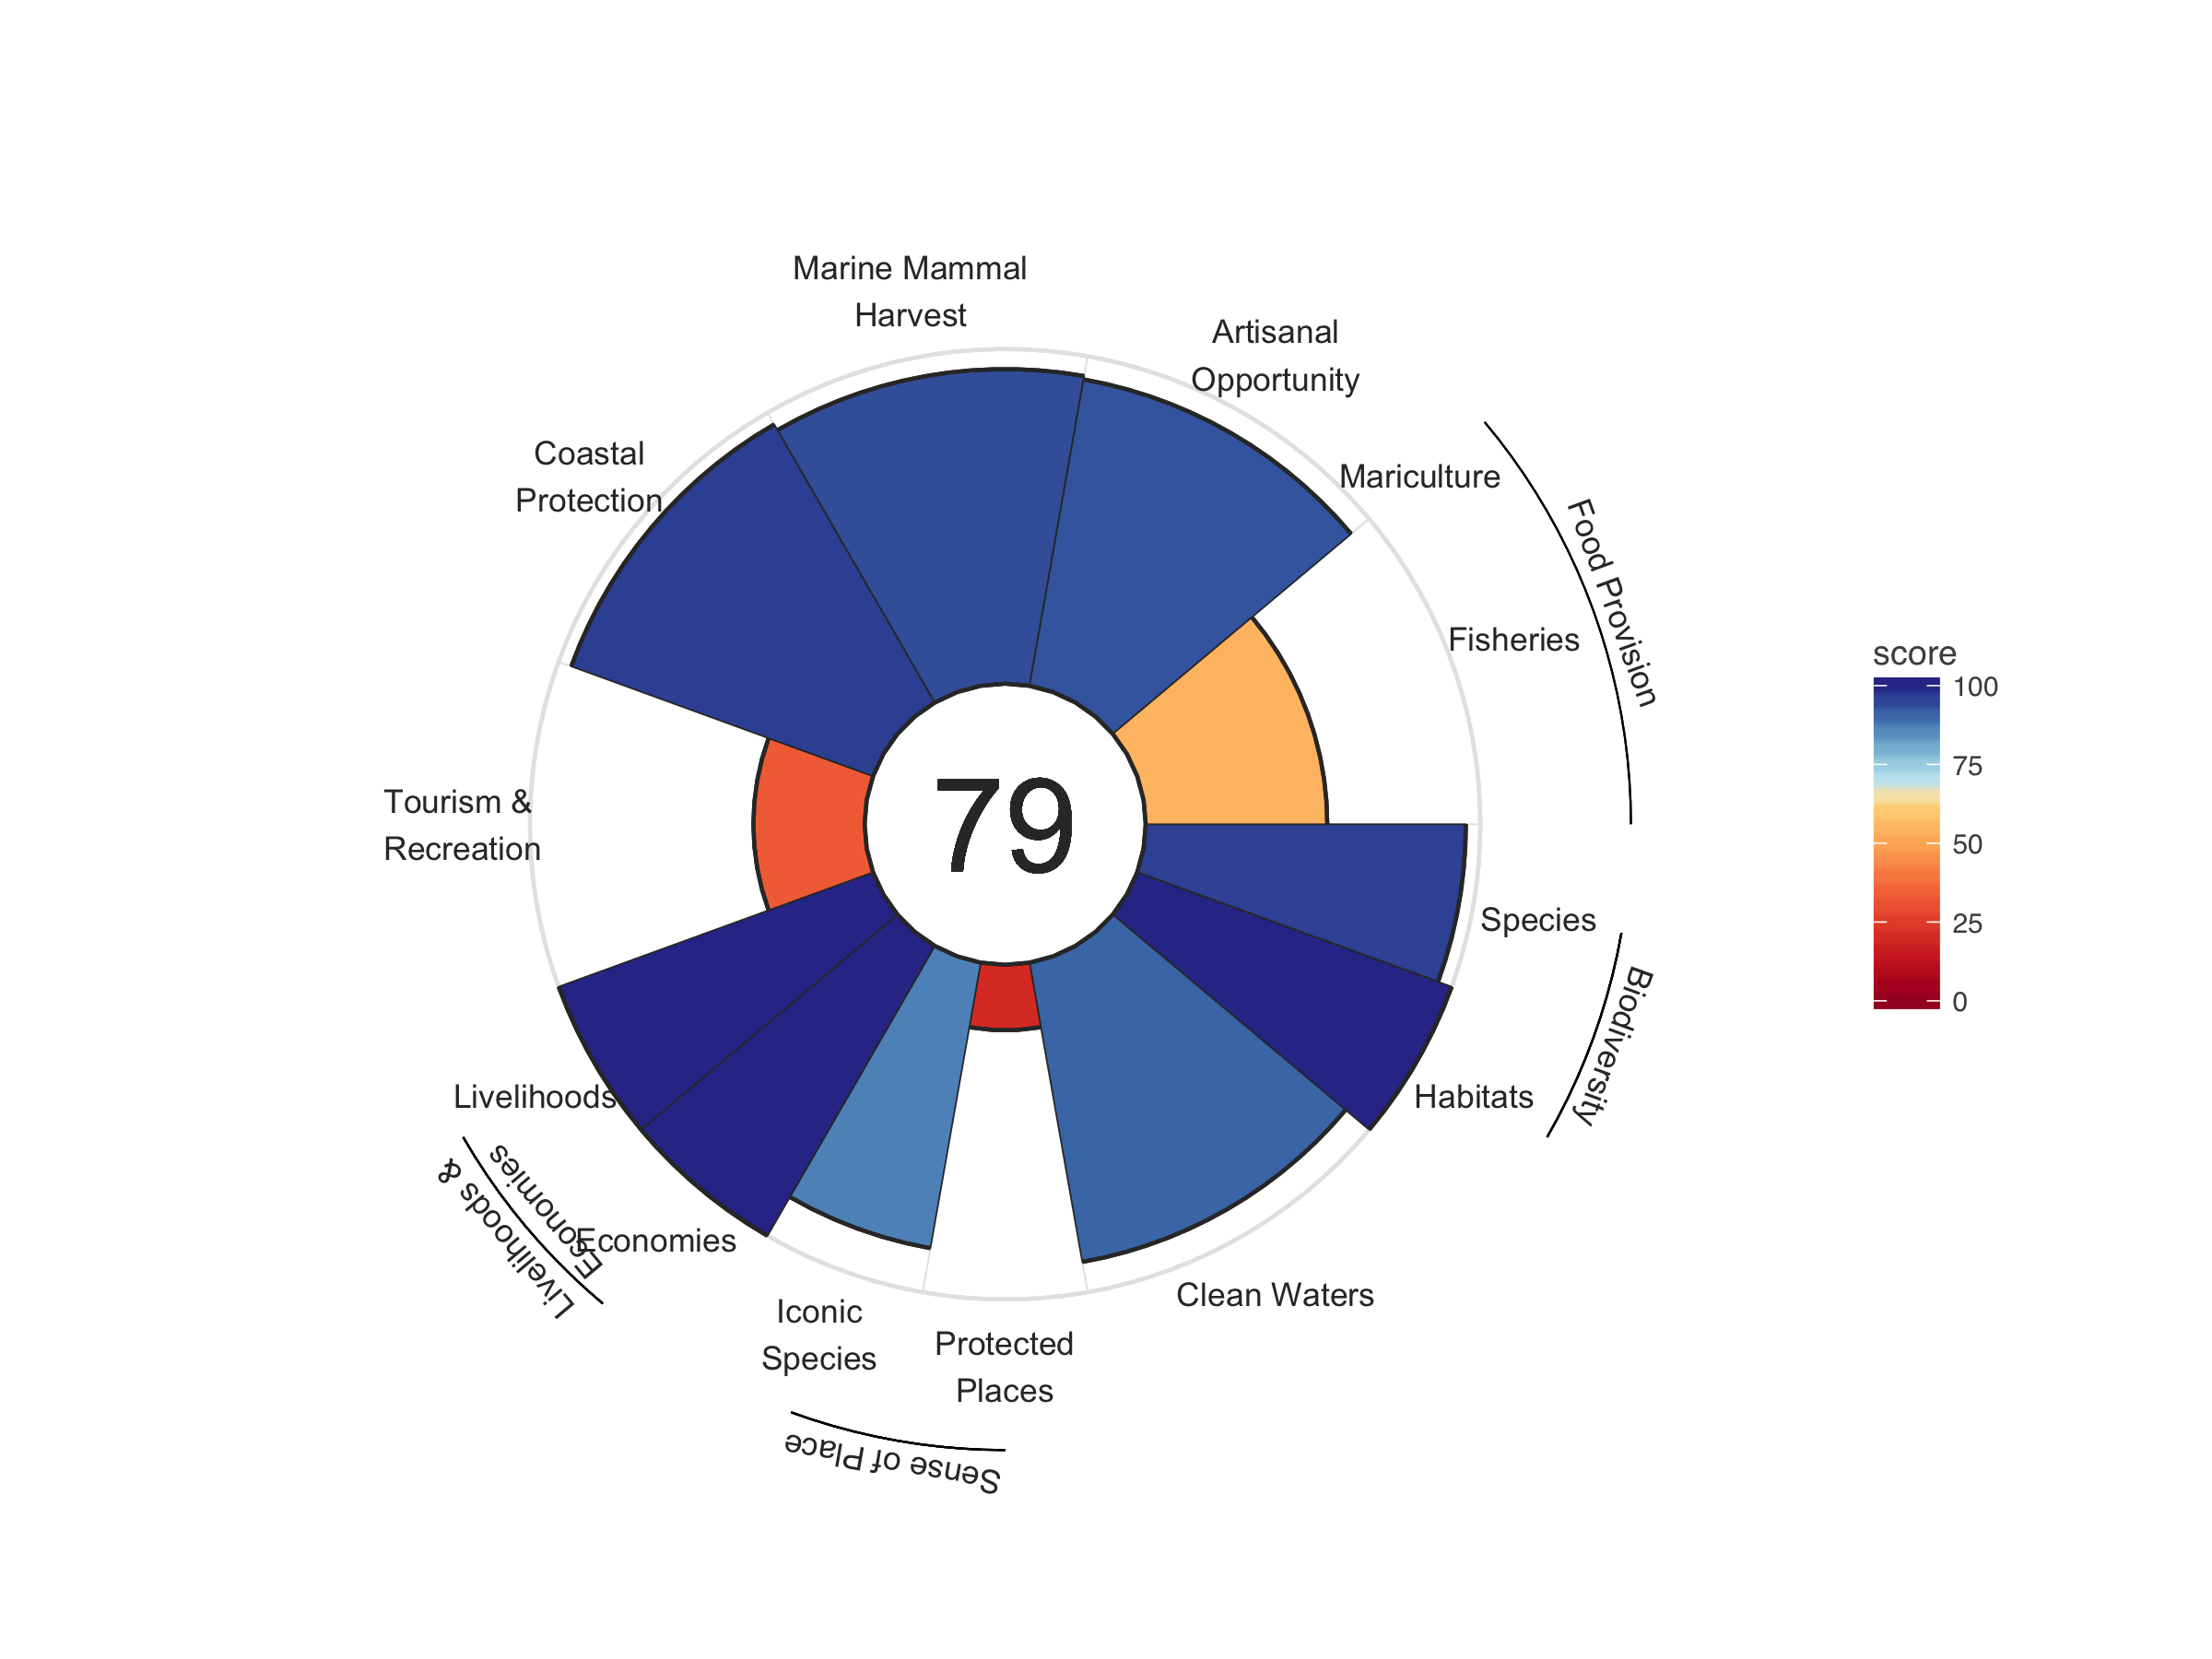 Marine Mammal
Harvest
Artisanal
Opportunity
Mariculture
Food Provision
Fisheries
Coastal
Protection
Tourism &
Recreation
79
score
100
75
50
25
0
Species
Biodiversity
Habitats
Livelihoods
Livelihoods &
Economies
Economies
Clean Waters
Iconic
Species
Protected
Places
Sense of Place